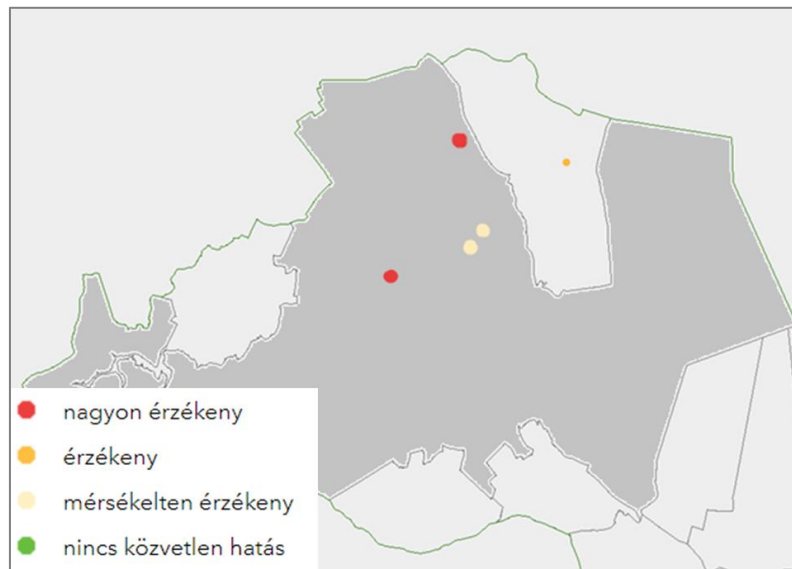 nagyon érzékeny
érzékeny
mérsékelten érzékeny
nincs közvetlen hatás